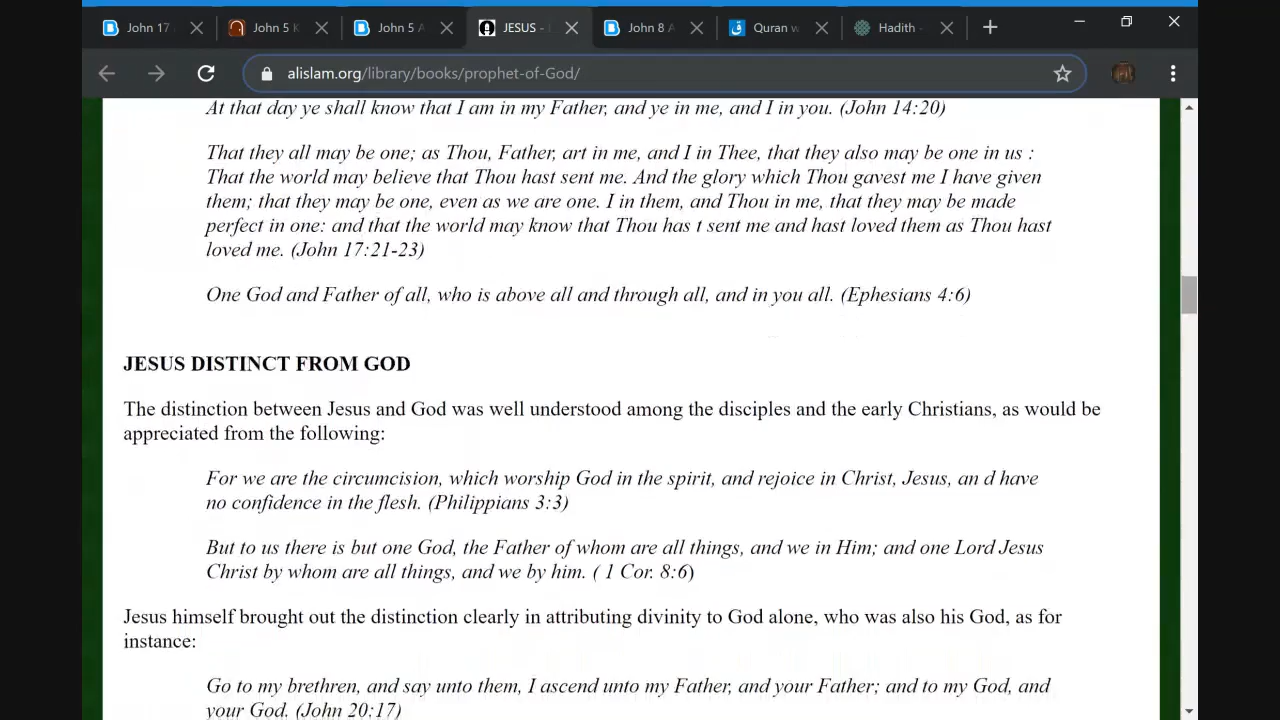 John 17
John 5 K
John 5 A
JESUS -
John 8 A
Quran w
Hadith -
alislam.org/library/books/prophet-of-God/
At that day ye shall know that I am in my Father, and ye in me, and I in you. (John 14:20)
That they all may be one; as Thou, Father, art in me, and I in Thee, that they also may be one in us :
That the world may believe that Thou hast sent me. And the glory which Thou gavest me I have given
them; that they may be one, even as we are one. I in them, and Thou in me, that they may be made
perfect in one: and that the world may know that Thou has t sent me and hast loved them as Thou hast
loved me. (John 17:21-23)
One God and Father of all, who is above all and through all, and in you all. (Ephesians 4:6)
JESUS DISTINCT FROM GOD
The distinction between Jesus and God was well understood among the disciples and the early Christians, as would be
appreciated from the following:
For we are the circumcision, which worship God in the spirit, and rejoice in Christ, Jesus, an d have
no confidence in the flesh. (Philippians 3:3)
But to us there is but one God, the Father of whom are all things, and we in Him; and one Lord Jesus
Christ by whom are all things, and we by him. ( 1 Cor. 8:6)
Jesus himself brought out the distinction clearly in attributing divinity to God alone, who was also his God, as for
instance:
Go to my brethren, and say unto them, I ascend unto my Father, and your Father; and to my God, and
your God. (John 20:17)